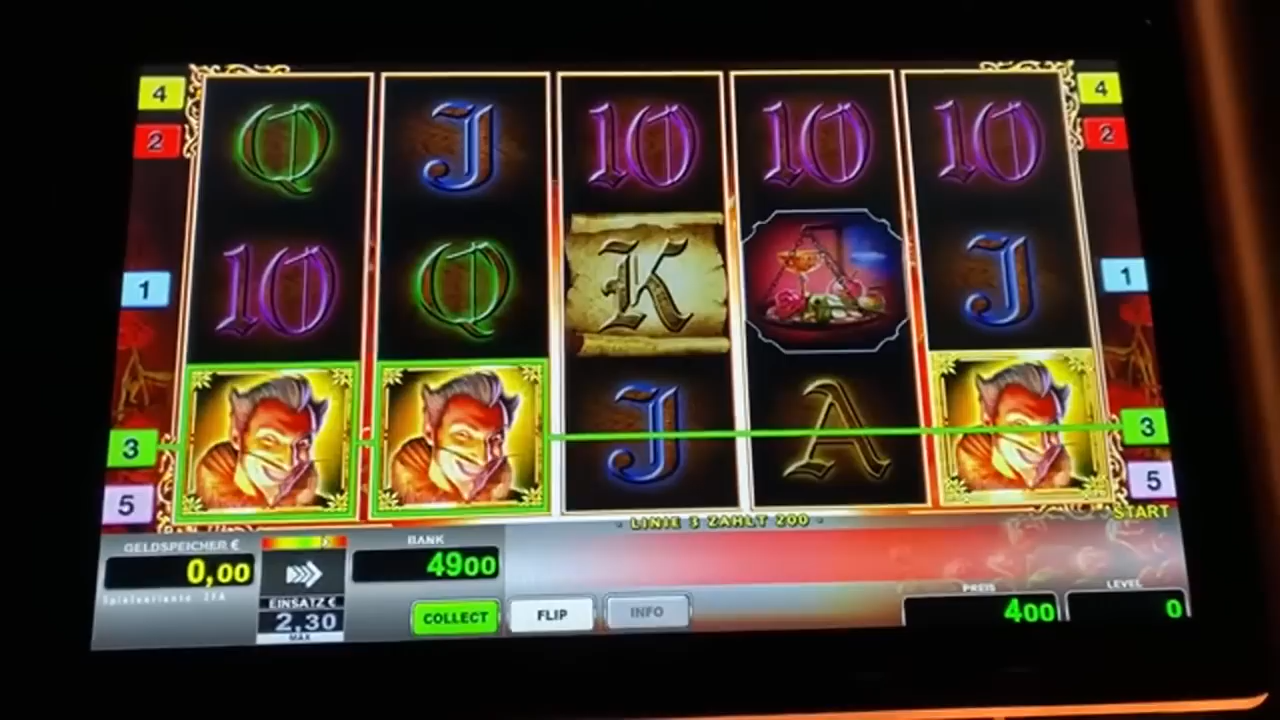 4 Q J 10 10 10 4
2 2
1 10 Q K J 1
3 J A 3
5 5
START
- LINIE 3 ZAHLT 200 -
GELDSPEICHER € BANK
0,00 4900
Spielvariante
EINSATZ € PREIS LEVEL
2,30 COLLECT FLIP INFO 400 0
MAX